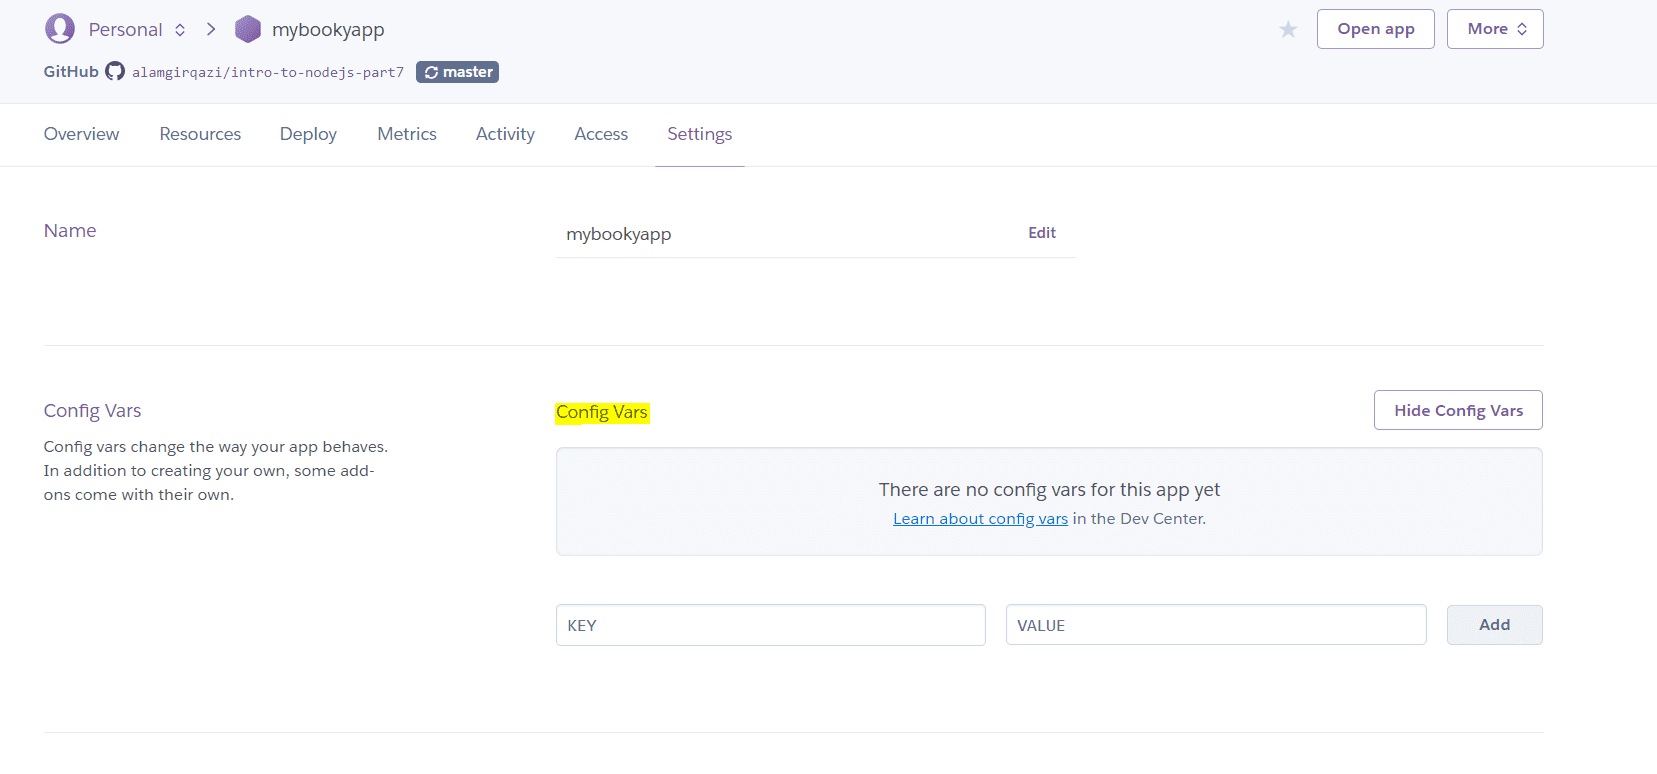 Personal mybookyapp Open app More
GitHub alamgirqazi/intro-to-nodejs-part7 master
Overview Resources Deploy Metrics Activity Access Settings
Name mybookyapp Edit
Config Vars
Config vars change the way your app behaves.
In addition to creating your own, some add-
ons come with their own.
Config Vars Hide Config Vars
There are no config vars for this app yet
Learn about config vars in the Dev Center.
KEY VALUE Add